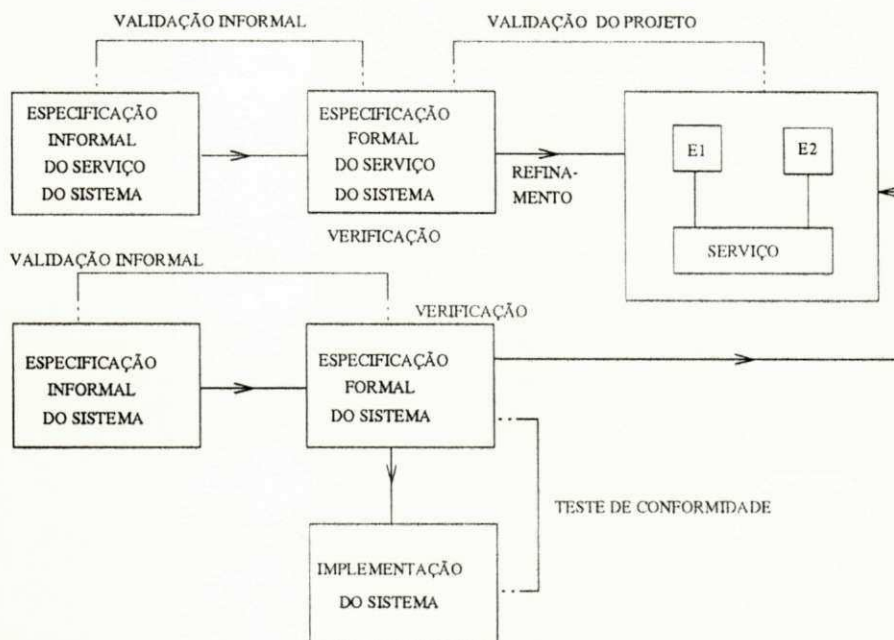 VALIDAÇÃO INFORMAL
VALIDAÇÃO DO PROJETO
ESPECIFICAÇÃO
INFORMAL
DO SERVIÇO
DO SISTEMA
ESPECIFICAÇÃO
FORMAL
DO SERVIÇO
DO SISTEMA
REFINA-
MENTO
E1
E2
SERVIÇO
VERIFICAÇÃO
VALIDAÇÃO INFORMAL
VERIFICAÇÃO
ESPECIFICAÇÃO
INFORMAL
DO SISTEMA
ESPECIFICAÇÃO
FORMAL
DO SISTEMA
TESTE DE CONFORMIDADE
IMPLEMENTAÇÃO
DO SISTEMA